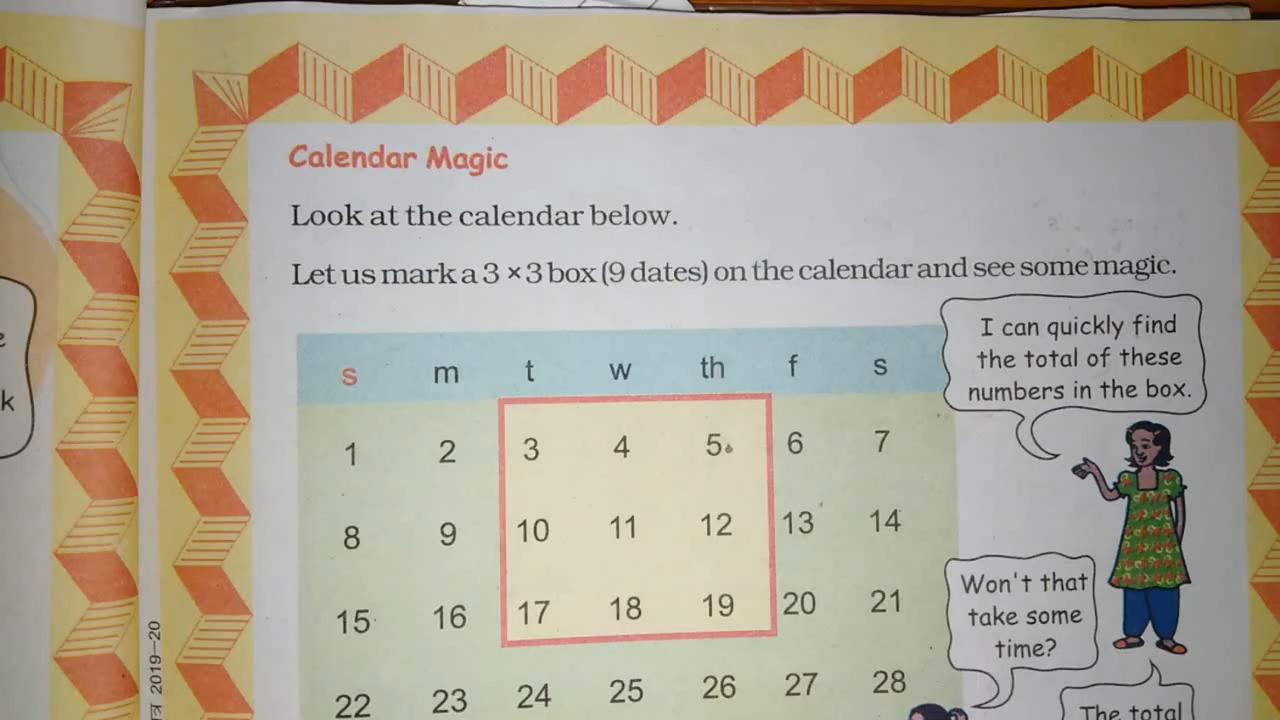 Calendar Magic
Look at the calendar below.
Let us mark a 3 × 3 box (9 dates) on the calendar and see some magic.
I can quickly find
the total of these
numbers in the box.
s m t w th f s
1 2 3 4 5 6 7
8 9 10 11 12 13 14
15 16 17 18 19 20 21
22 23 24 25 26 27 28
Won't that
take some
time?
The total
k
2019—20